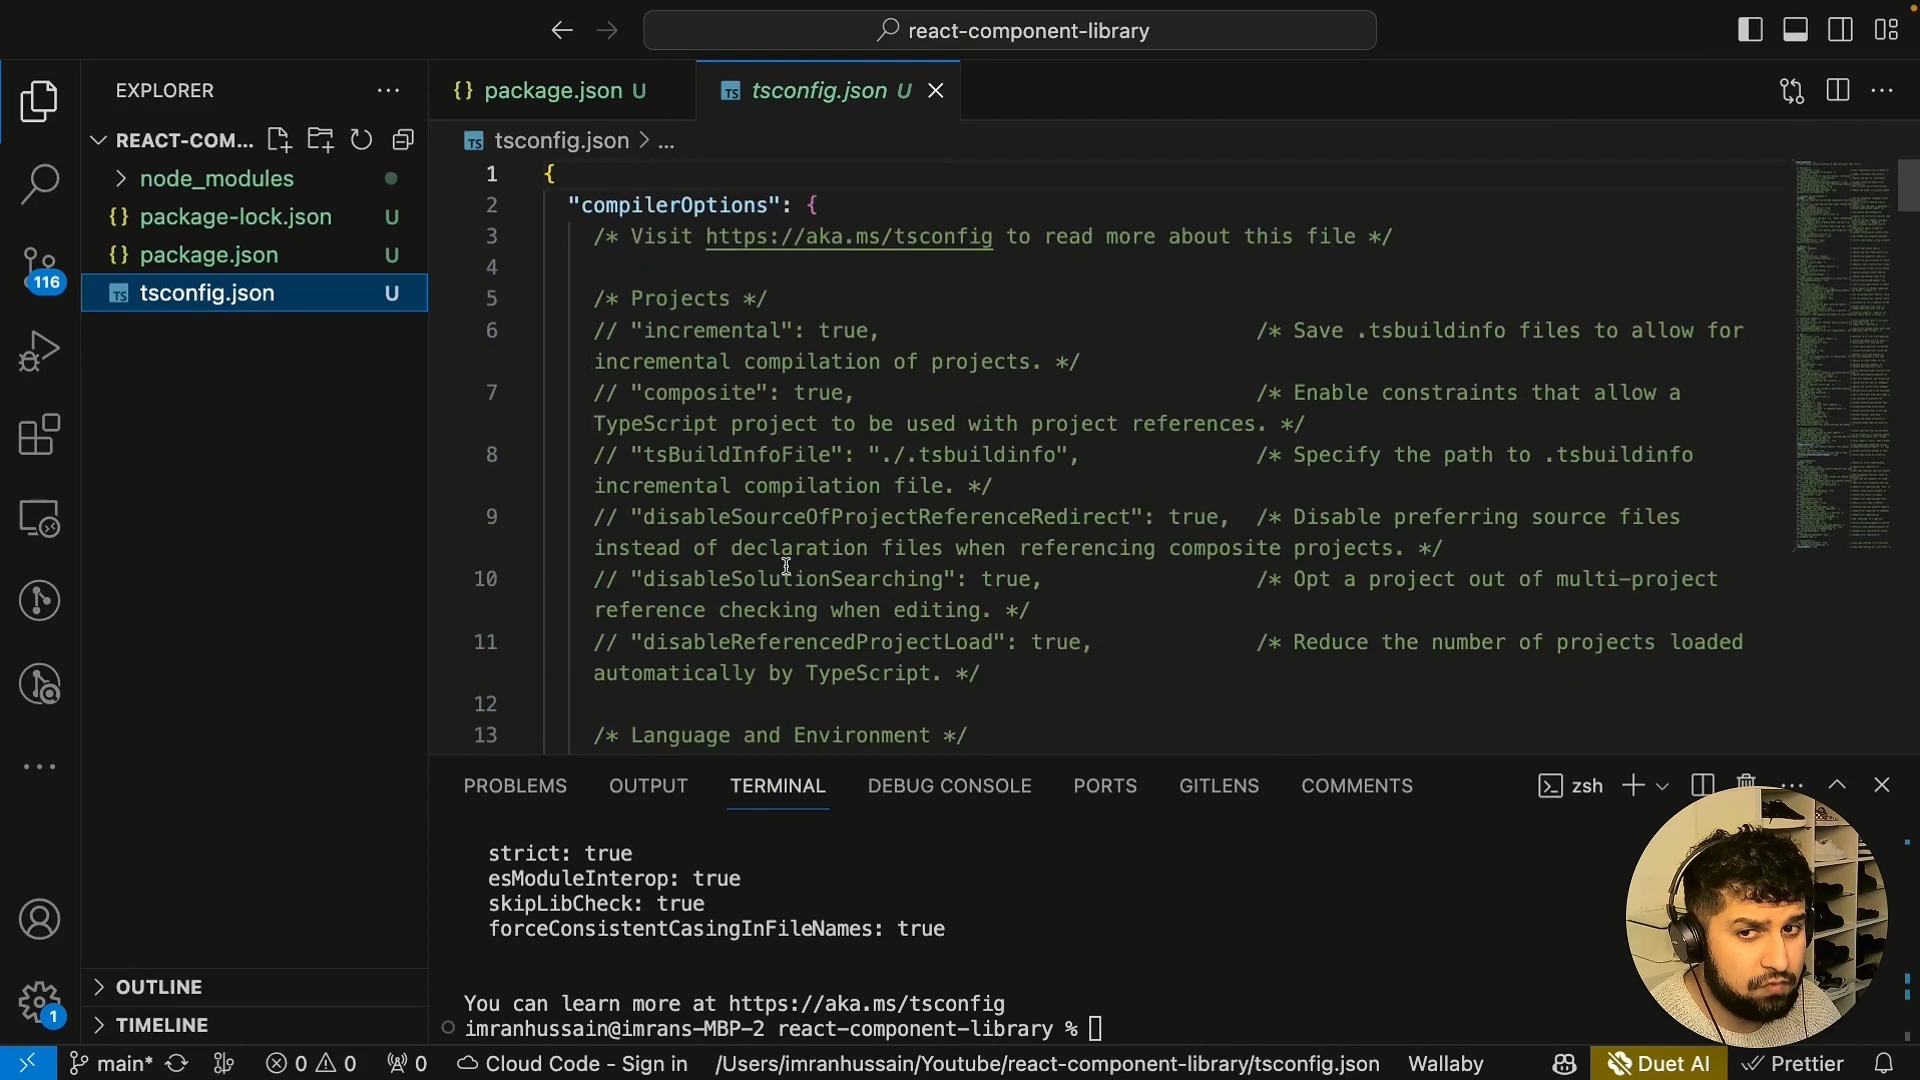 react-component-library
EXPLORER
REACT-COM...
node_modules
{} package-lock.json U
{} package.json U
TS tsconfig.json U
116
1
OUTLINE
TIMELINE
{} package.json U
TS tsconfig.json U
TS tsconfig.json > ...
1 {
2 "compilerOptions": {
3 /* Visit https://aka.ms/tsconfig to read more about this file */
4
5 /* Projects */
6 // "incremental": true, /* Save .tsbuildinfo files to allow for
incremental compilation of projects. */
7 // "composite": true, /* Enable constraints that allow a
TypeScript project to be used with project references. */
8 // "tsBuildInfoFile": "./.tsbuildinfo", /* Specify the path to .tsbuildinfo
incremental compilation file. */
9 // "disableSourceOfProjectReferenceRedirect": true, /* Disable preferring source files
instead of declaration files when referencing composite projects. */
10 // "disableSolutionSearching": true, /* Opt a project out of multi-project
reference checking when editing. */
11 // "disableReferencedProjectLoad": true, /* Reduce the number of projects loaded
automatically by TypeScript. */
12
13 /* Language and Environment */
PROBLEMS OUTPUT TERMINAL DEBUG CONSOLE PORTS GITLENS COMMENTS zsh
strict: true
esModuleInterop: true
skipLibCheck: true
forceConsistentCasingInFileNames: true
You can learn more at https://aka.ms/tsconfig
imranhussain@imrans-MBP-2 react-component-library %
main* 0 0 0 Cloud Code - Sign in /Users/imranhussain/Youtube/react-component-library/tsconfig.json Wallaby Duet AI Prettier